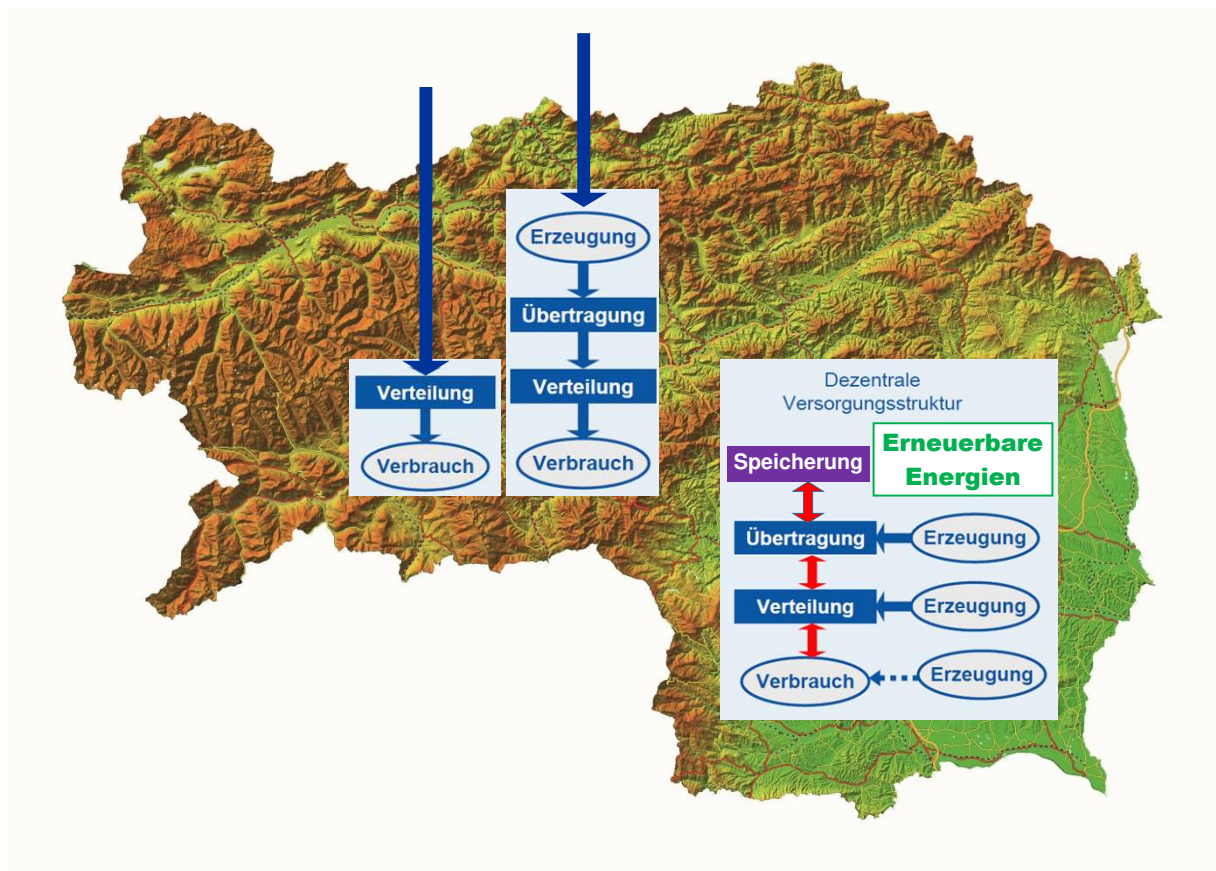 Erzeugung
Übertragung
Verteilung
Verbrauch
Verteilung
Verbrauch
Dezentrale
Versorgungsstruktur
Erneuerbare
Energien
Speicherung
Übertragung
Erzeugung
Verteilung
Erzeugung
Verbrauch
Erzeugung